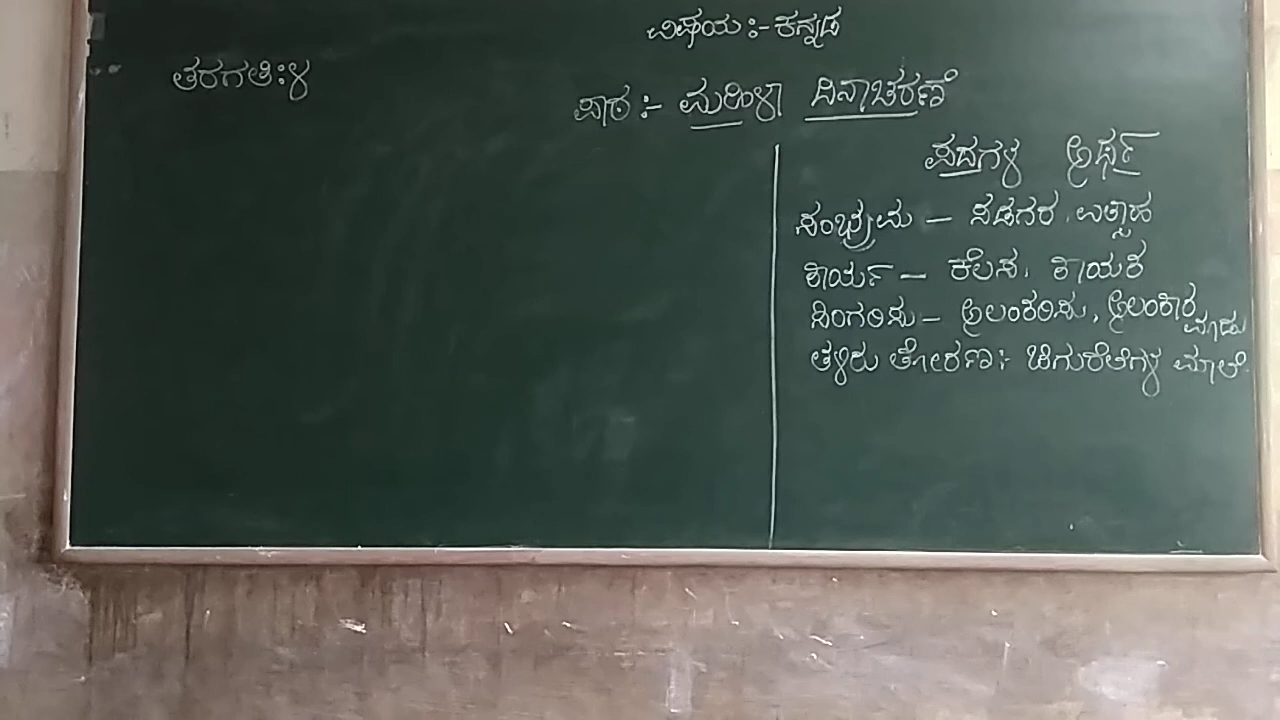 ವಿಷಯ :- ಕನ್ನಡ
ತರಗತಿ : ೪
ಪಾಠ :- ಮಹಿಳಾ ದಿನಾಚರಣೆ
ಪದಗಳ ಅರ್ಥ
ಸಂಭ್ರಮ – ಸಡಗರ, ಉತ್ಸಾಹ
ಕಾರ್ಯ – ಕೆಲಸ, ಕಾಯಕ
ಸಿಂಗರಿಸು – ಅಲಂಕರಿಸು, ಅಲಂಕಾರ ಮಾಡು
ತಳಿರು ತೋರಣ :- ಚಿಗುರೆಲೆಗಳ ಮಾಲೆ.